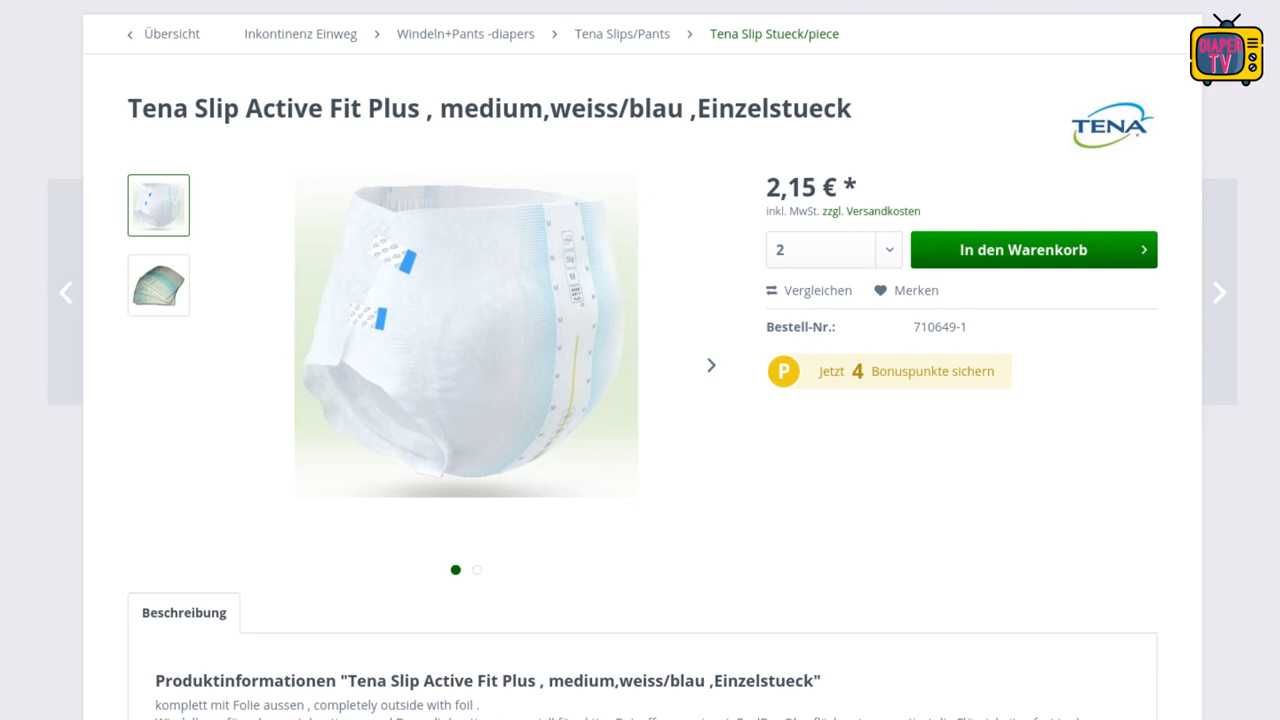 Übersicht
Inkontinenz Einweg
Windeln+Pants -diapers
Tena Slips/Pants
Tena Slip Stueck/piece
DIAPER
TV
Tena Slip Active Fit Plus , medium,weiss/blau ,Einzelstueck
TENA
2,15 € *
inkl. MwSt. zzgl. Versandkosten
2
In den Warenkorb
Vergleichen
Merken
Bestell-Nr.: 710649-1
P
Jetzt 4 Bonuspunkte sichern
Slip
M
Beschreibung
Produktinformationen "Tena Slip Active Fit Plus , medium,weiss/blau ,Einzelstueck"
komplett mit Folie aussen , completely outside with foil .